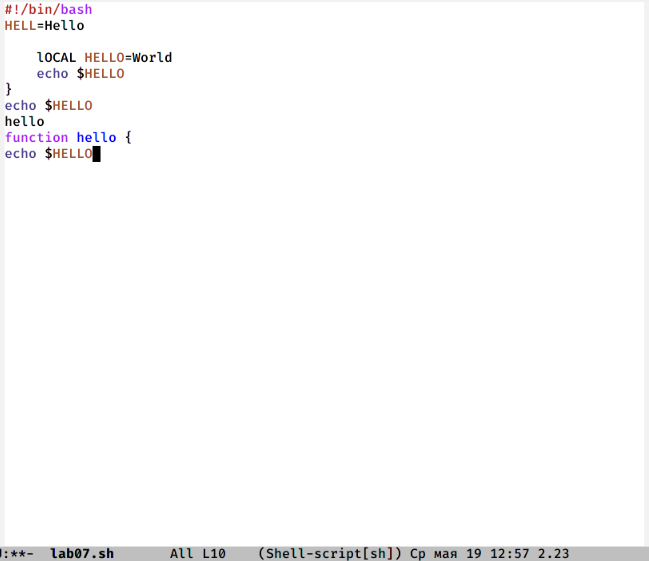 #!/bin/bash
HELL=Hello
    lOCAL HELLO=World
    echo $HELLO
}
echo $HELLO
hello
function hello {
echo $HELLO
U:**-  lab07.sh       All L10    (Shell-script[sh]) Ср мая 19 12:57 2.23